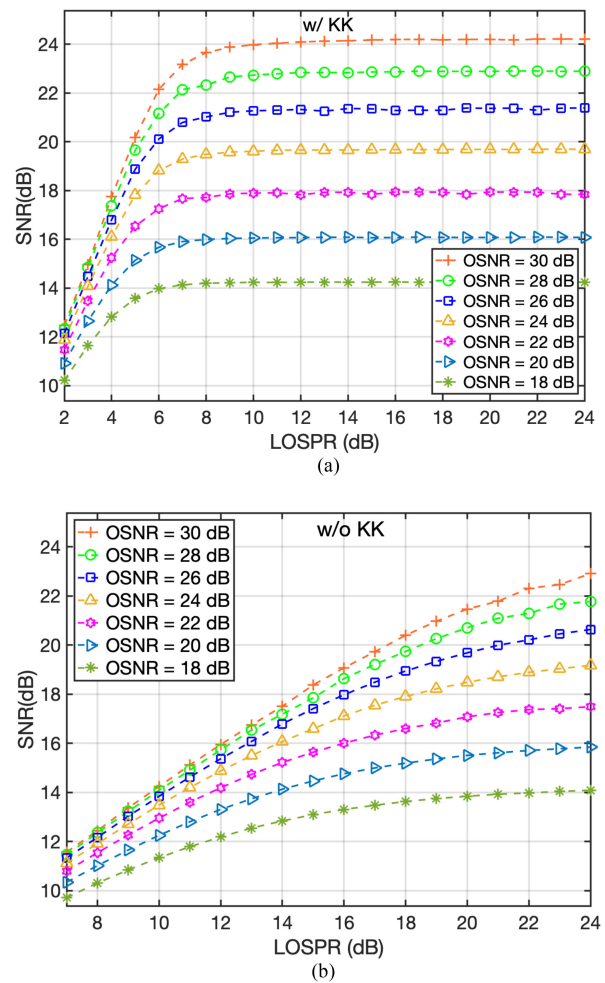 w/ KK
24
22
20
18
16
14
12
10
SNR(dB)
OSNR = 30 dB
OSNR = 28 dB
OSNR = 26 dB
OSNR = 24 dB
OSNR = 22 dB
OSNR = 20 dB
OSNR = 18 dB
2 4 6 8 10 12 14 16 18 20 22 24
LOSPR (dB)
(a)
w/o KK
OSNR = 30 dB
OSNR = 28 dB
OSNR = 26 dB
OSNR = 24 dB
OSNR = 22 dB
OSNR = 20 dB
OSNR = 18 dB
24
22
20
18
16
14
12
10
SNR(dB)
8 10 12 14 16 18 20 22 24
LOSPR (dB)
(b)